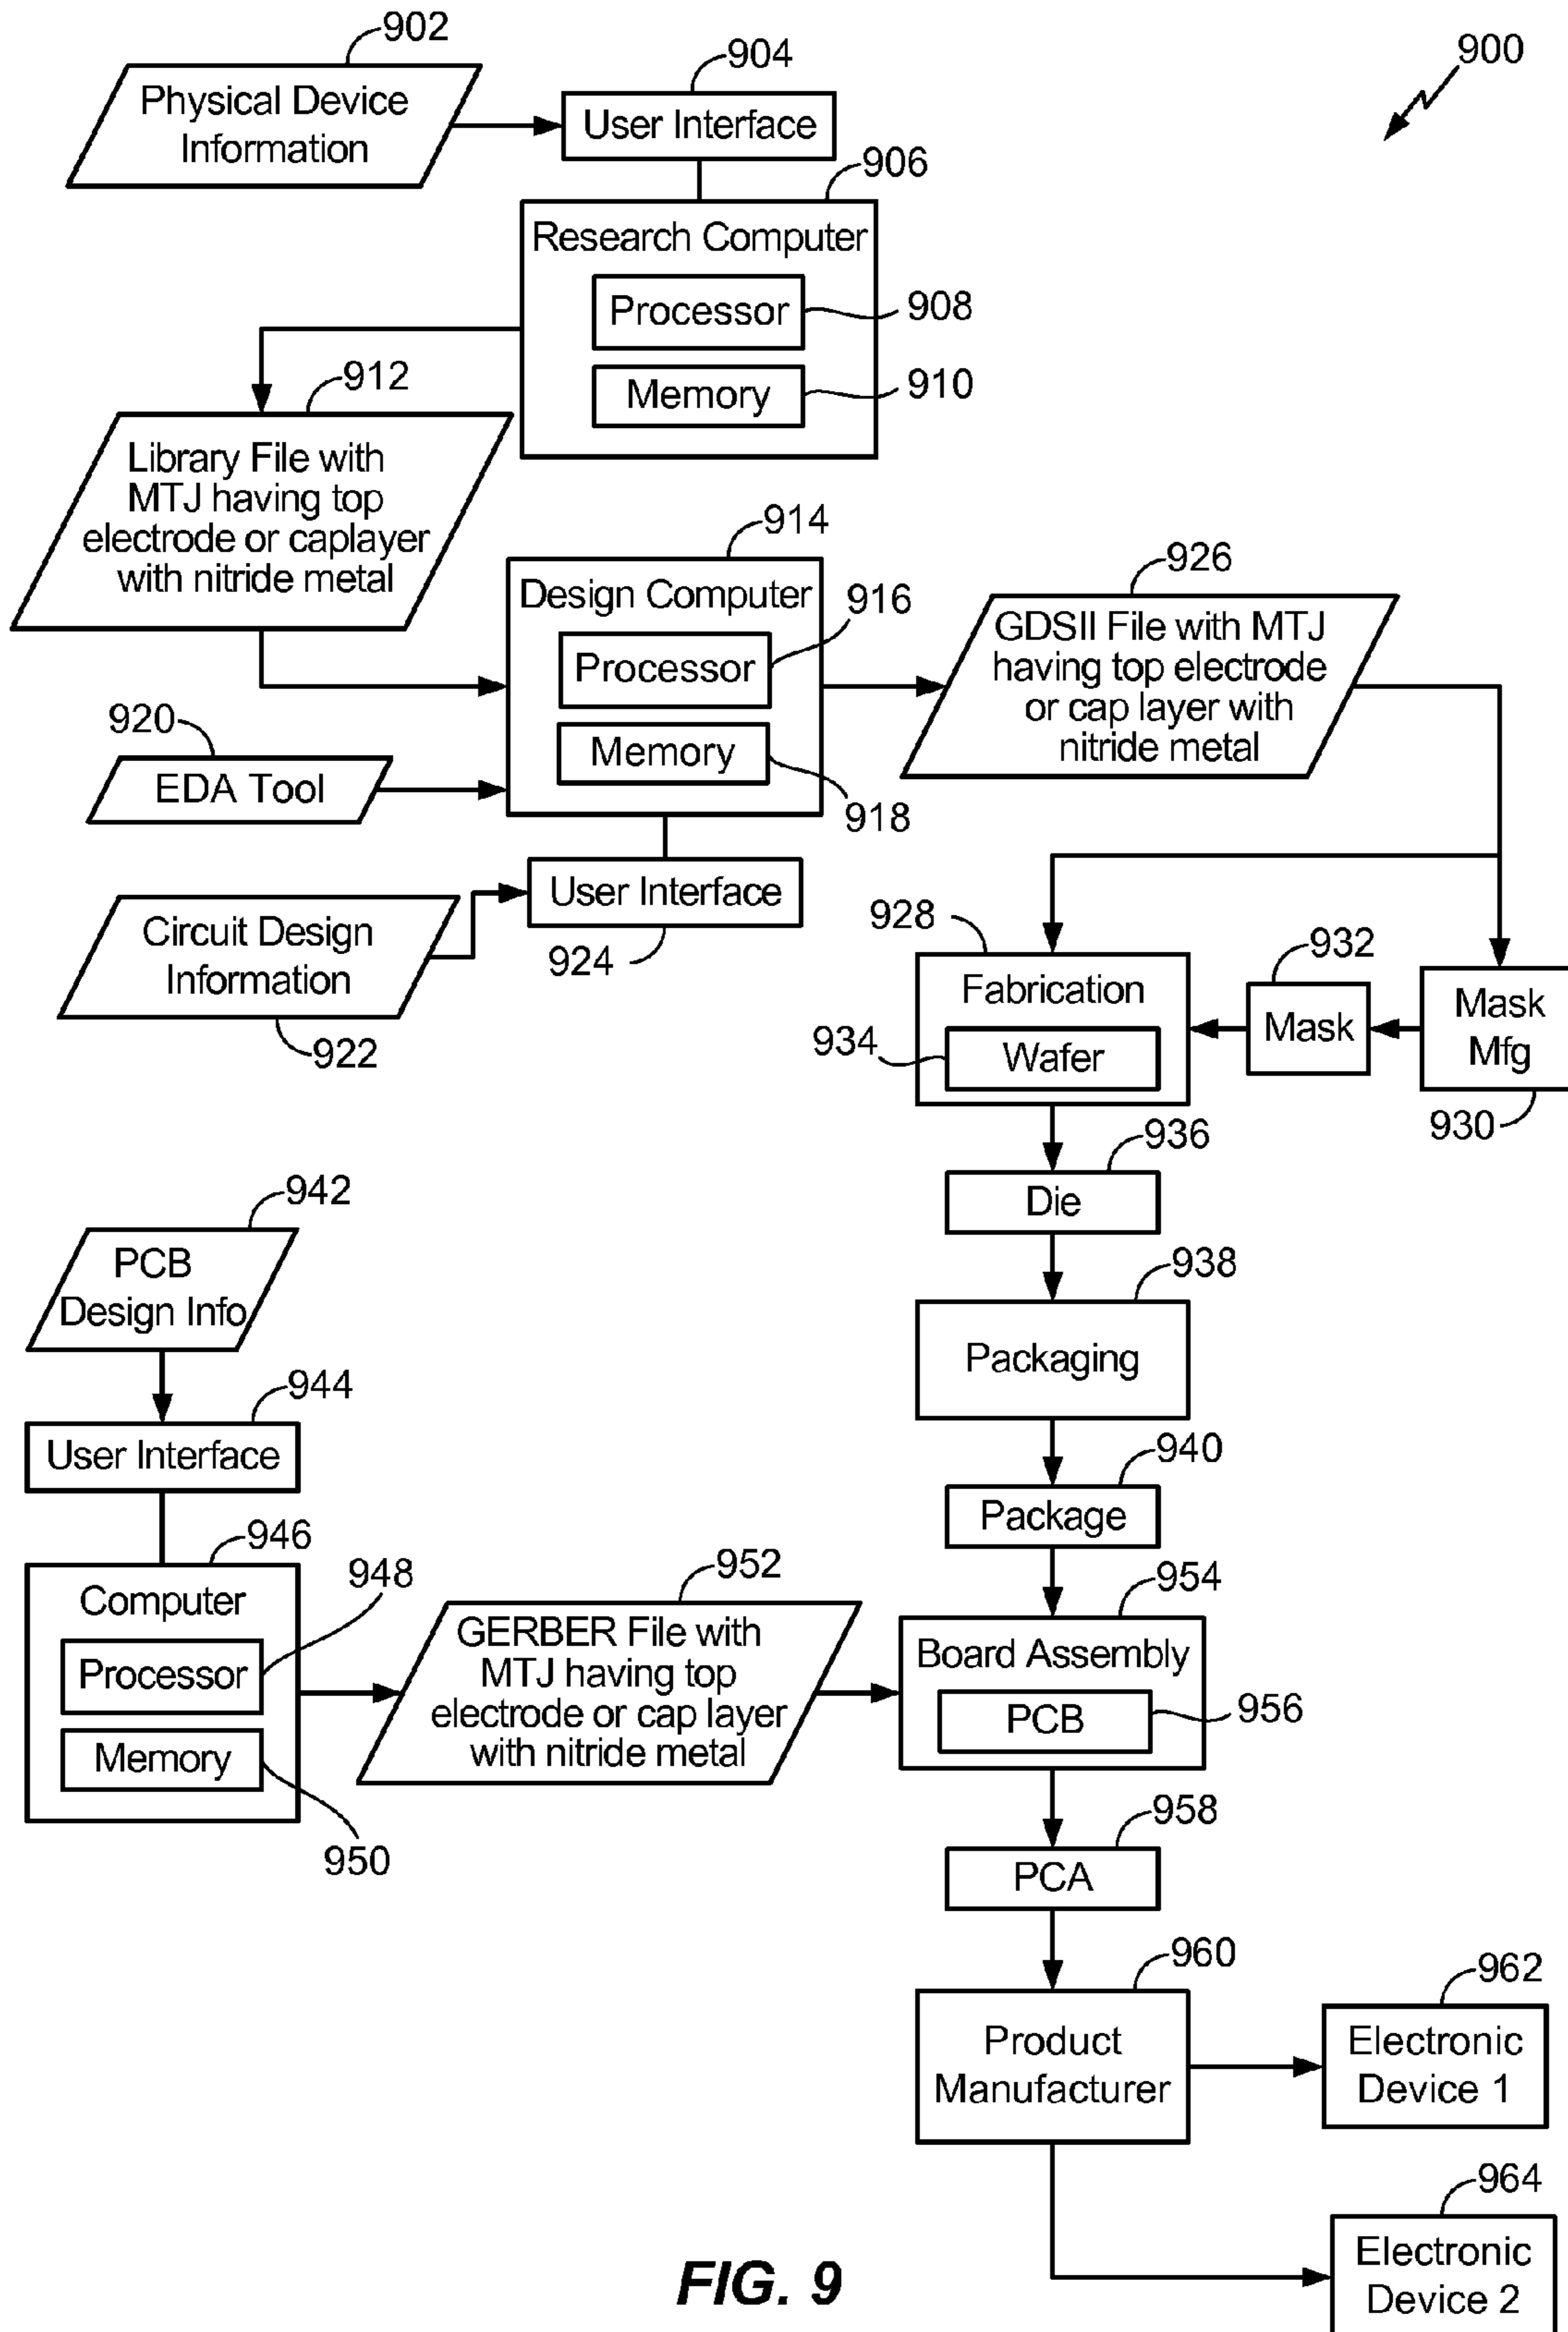 902
Physical Device
Information
904
User Interface
900
906
Research Computer
Processor
908
Memory
910
912
Library File with
MTJ having top
electrode or caplayer
with nitride metal
914
Design Computer
916
Processor
Memory
918
920
EDA Tool
926
GDSII File with MTJ
having top electrode
or cap layer with
nitride metal
User Interface
924
Circuit Design
Information
922
928
Fabrication
934
Wafer
932
Mask
Mask
Mfg
930
936
Die
938
Packaging
940
Package
942
PCB
Design Info
944
User Interface
946
Computer
948
Processor
Memory
950
952
GERBER File with
MTJ having top
electrode or cap layer
with nitride metal
954
Board Assembly
PCB
956
958
PCA
960
Product
Manufacturer
962
Electronic
Device 1
964
Electronic
Device 2
FIG. 9